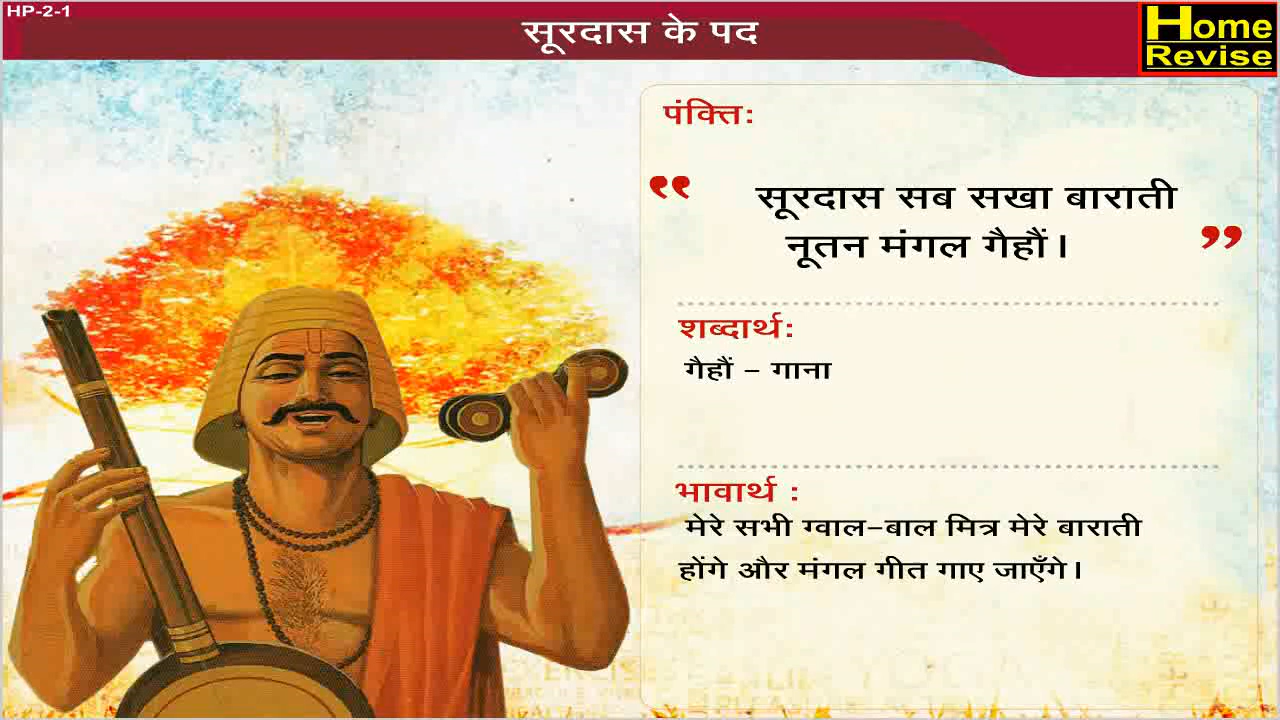 HP-2-1
सूरदास के पद
Home
Revise
पंक्ति:
❜❜ सूरदास सब सखा बाराती
नूतन मंगल गैहौं। ❜❜
शब्दार्थ:
गैहौं - गाना
भावार्थ :
मेरे सभी ग्वाल-बाल मित्र मेरे बाराती
होंगे और मंगल गीत गाए जाएँगे।